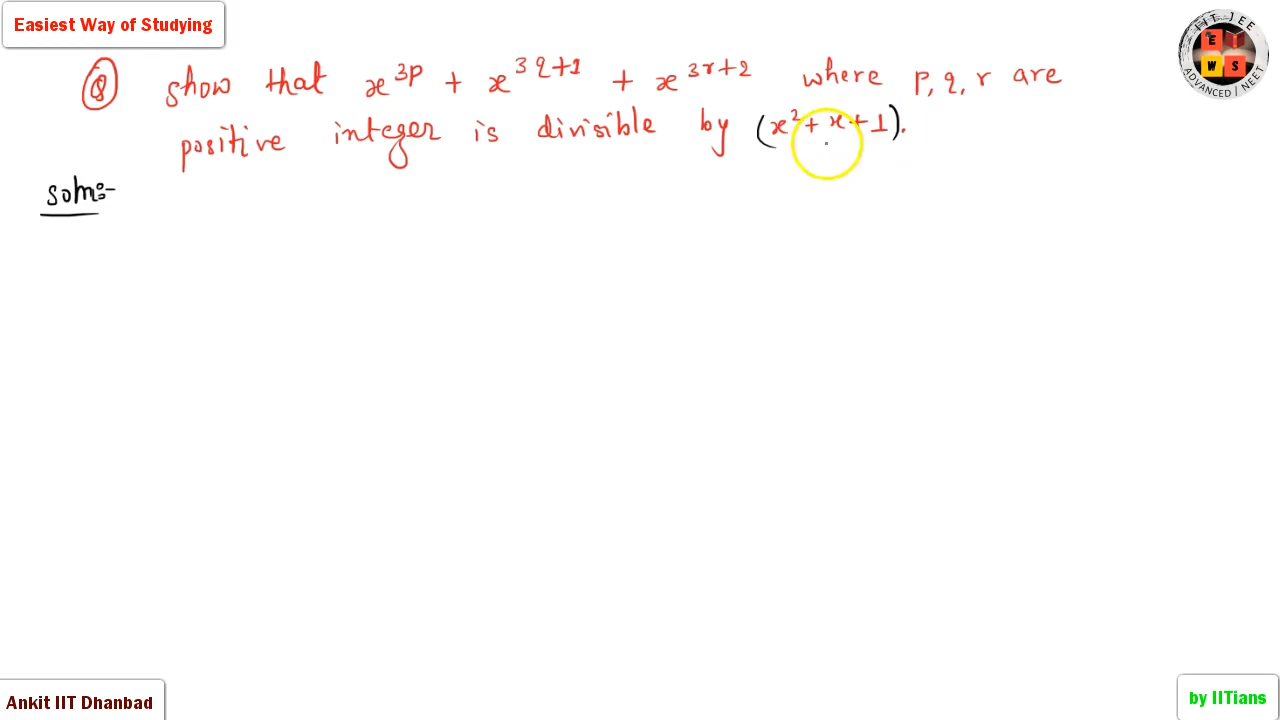 Easiest Way of Studying
IIT JEE
E
W S
ADVANCED | NEET
Q show that x^{3p} + x^{3q+1} + x^{3r+2} where p, q, r are
positive integer is divisible by (x² + x + 1).
Soln:-
Ankit IIT Dhanbad
by IITians